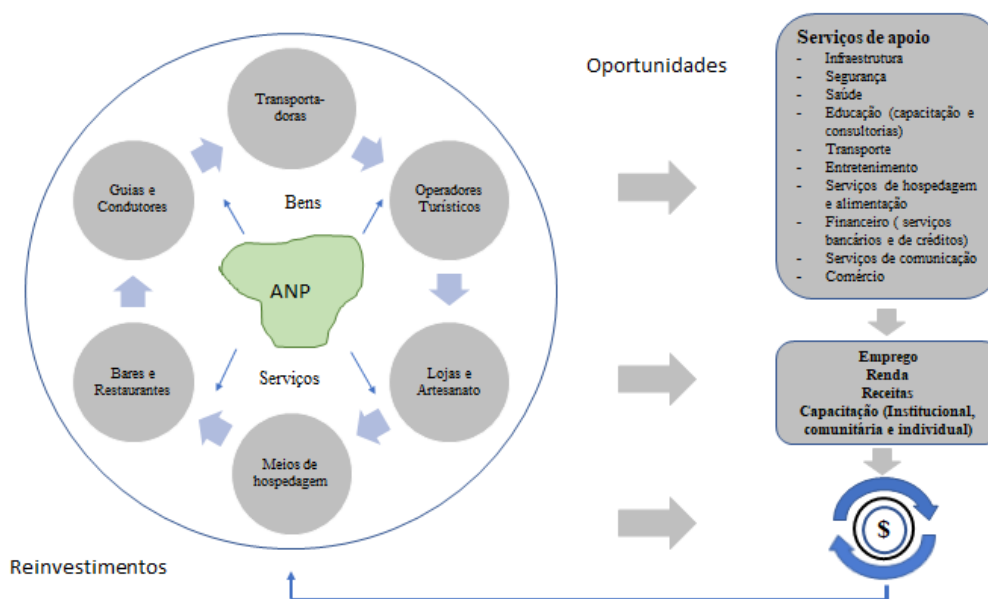 Oportunidades
Transporta-
doras
Guias e
Condutores
Operadores
Turísticos
Bens
ANP
Serviços
Bares e
Restaurantes
Lojas e
Artesanato
Meios de
hospedagem
Reinvestimentos
Serviços de apoio
- Infraestrutura
- Segurança
- Saúde
- Educação (capacitação e
consultorias)
- Transporte
- Entretenimento
- Serviços de hospedagem
e alimentação
- Financeiro ( serviços
bancários e de créditos)
- Serviços de comunicação
- Comércio
Emprego
Renda
Receitas
Capacitação (Institucional,
comunitária e individual)
$